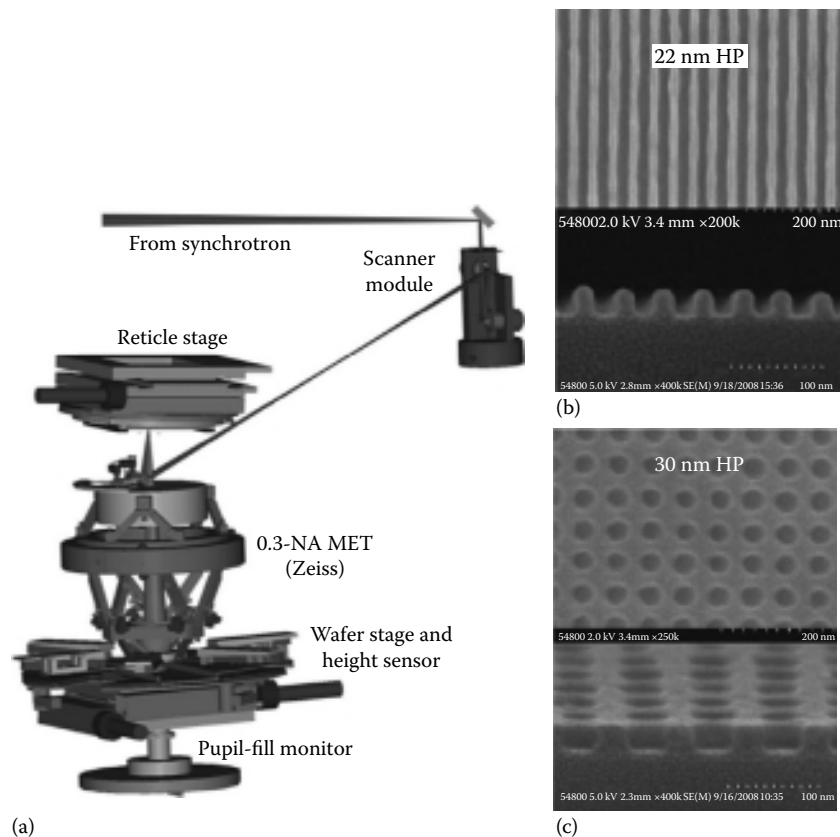 From synchrotron
Scanner
module
Reticle stage
0.3-NA MET
(Zeiss)
Wafer stage and
height sensor
Pupil-fill monitor
(a)
22 nm HP
548002.0 kV 3.4 mm ×200k 200 nm
54800 5.0 kV 2.8mm ×400k SE(M) 9/18/2008 15:36 100 nm
(b)
30 nm HP
54800 2.0 kV 3.4mm ×250k 200 nm
54800 5.0 kV 2.3mm ×400k SE(M) 9/16/2008 10:35 100 nm
(c)